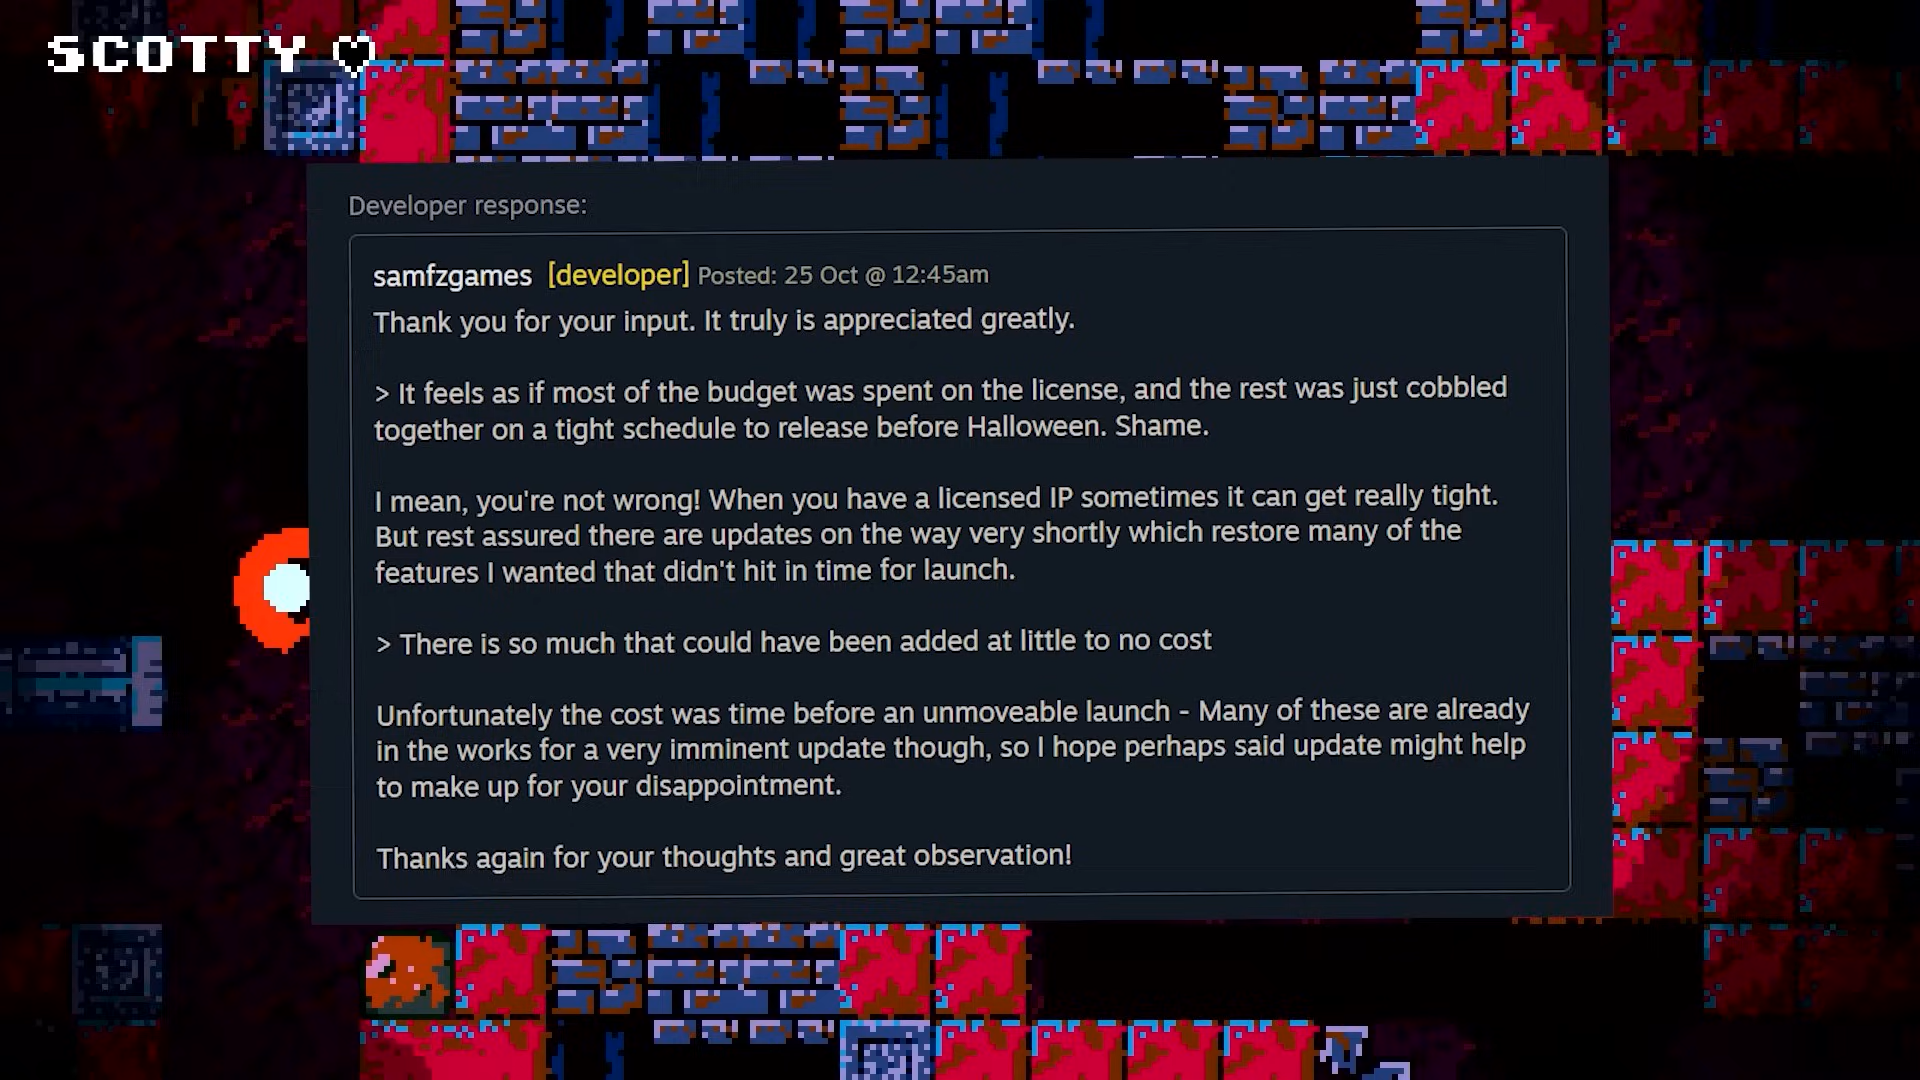 SCOTTY ♡
Developer response:
samfzgames [developer] Posted: 25 Oct @ 12:45am
Thank you for your input. It truly is appreciated greatly.
> It feels as if most of the budget was spent on the license, and the rest was just cobbled
together on a tight schedule to release before Halloween. Shame.
I mean, you're not wrong! When you have a licensed IP sometimes it can get really tight.
But rest assured there are updates on the way very shortly which restore many of the
features I wanted that didn't hit in time for launch.
> There is so much that could have been added at little to no cost
Unfortunately the cost was time before an unmoveable launch - Many of these are already
in the works for a very imminent update though, so I hope perhaps said update might help
to make up for your disappointment.
Thanks again for your thoughts and great observation!